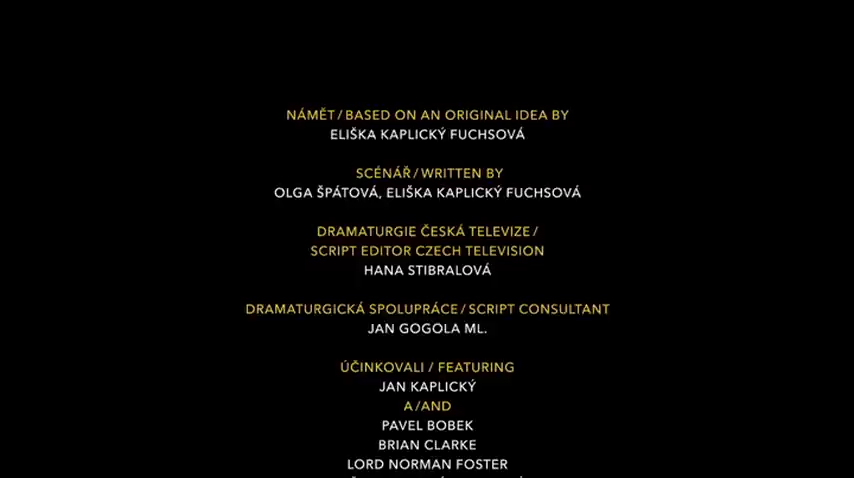 NÁMĚT / BASED ON AN ORIGINAL IDEA BY
ELIŠKA KAPLICKÝ FUCHSOVÁ
SCÉNÁŘ / WRITTEN BY
OLGA ŠPÁTOVÁ, ELIŠKA KAPLICKÝ FUCHSOVÁ
DRAMATURGIE ČESKÁ TELEVIZE /
SCRIPT EDITOR CZECH TELEVISION
HANA STIBRALOVÁ
DRAMATURGICKÁ SPOLUPRÁCE / SCRIPT CONSULTANT
JAN GOGOLA ML.
ÚČINKOVALI / FEATURING
JAN KAPLICKÝ
A / AND
PAVEL BOBEK
BRIAN CLARKE
LORD NORMAN FOSTER